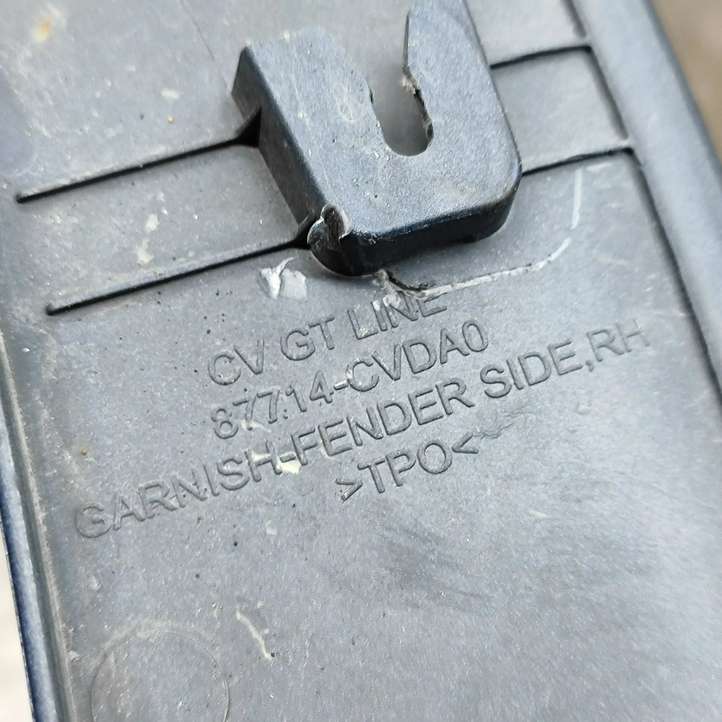 CV GT LINE
87714-CVDA0
GARNISH-FENDER SIDE,RH
>TPO<